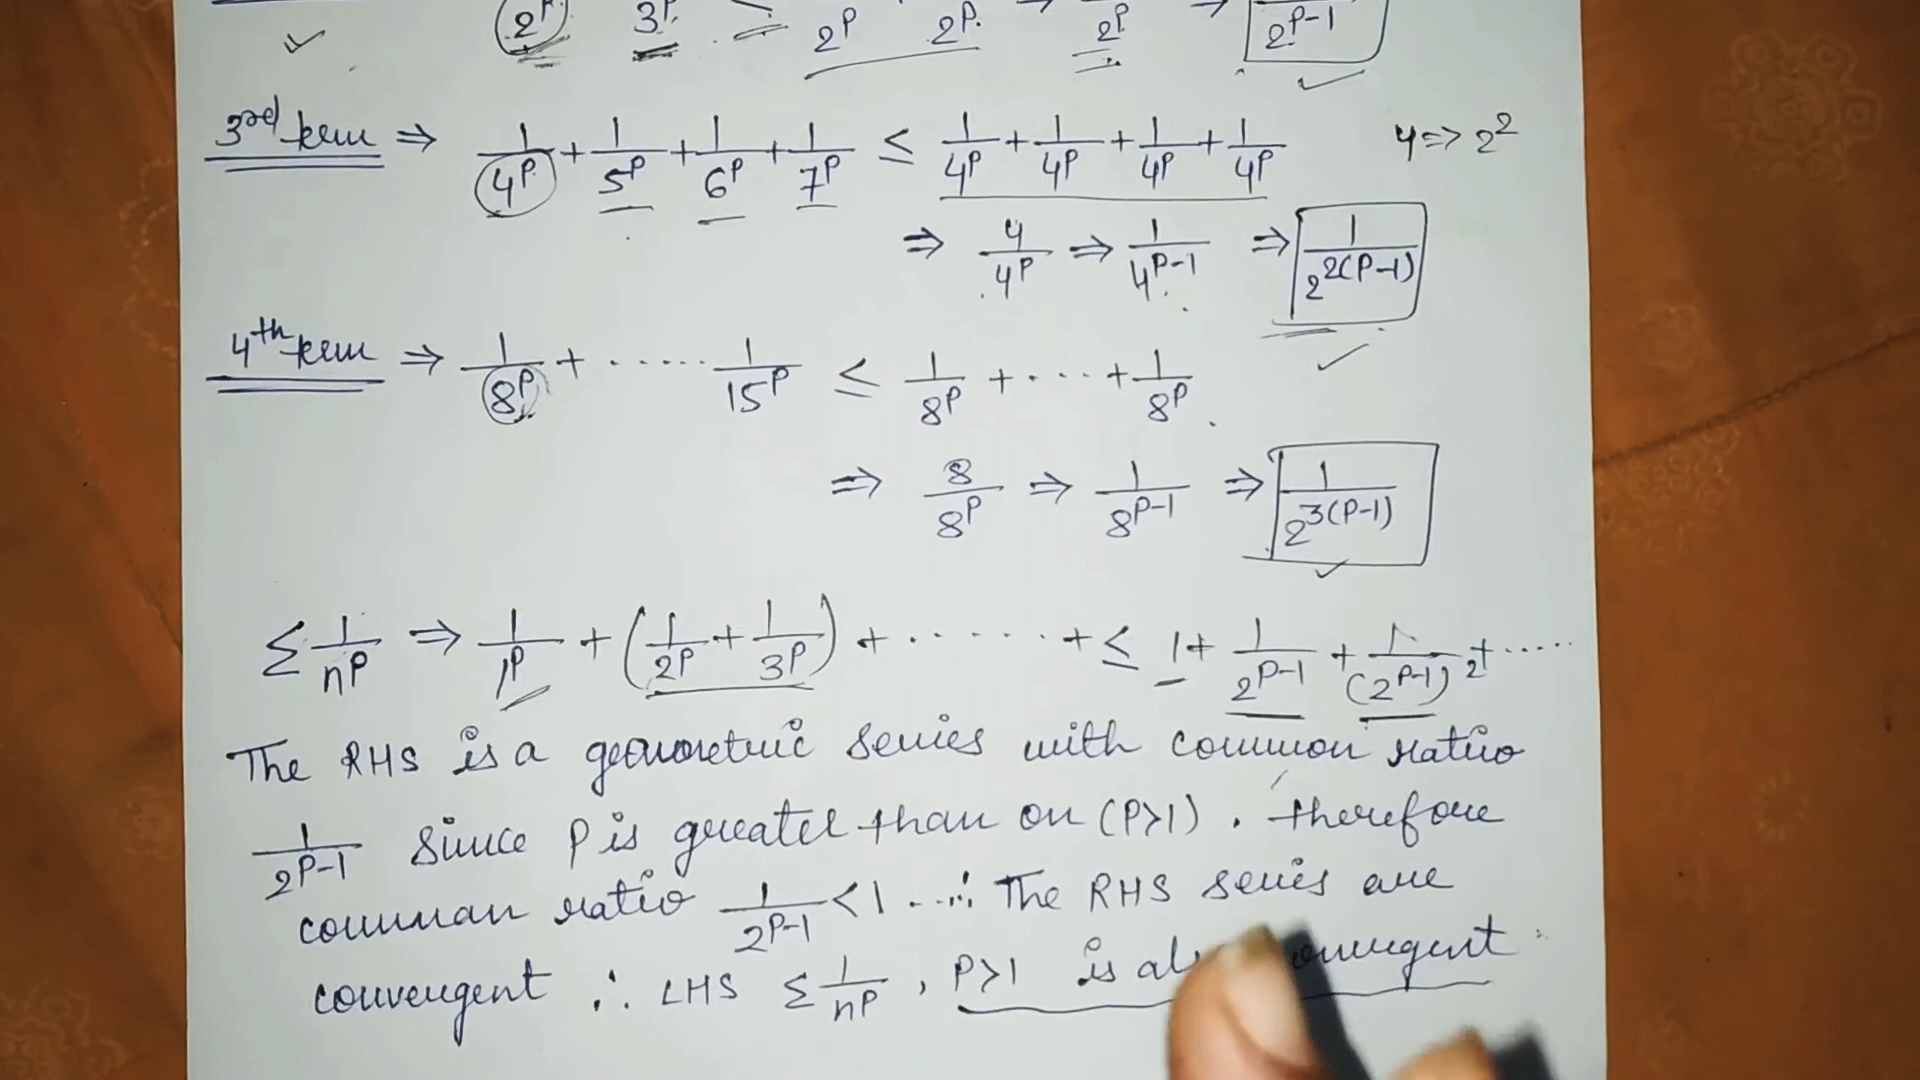 2^P 3^P ≤ 2^P 2^P ⇒ 2^P ⇒ 2^{P-1}
3rd term ⇒ 1/4^P + 1/5^P + 1/6^P + 1/7^P ≤ 1/4^P + 1/4^P + 1/4^P + 1/4^P 4 ⇒ 2^2
⇒ 4/4^P ⇒ 1/4^{P-1} ⇒ 1/2^{2(P-1)}
4th term ⇒ 1/8^P + ...... 1/15^P ≤ 1/8^P + .... + 1/8^P
⇒ 8/8^P ⇒ 1/8^{P-1} ⇒ 1/2^{3(P-1)}
Σ 1/n^P ⇒ 1/1^P + (1/2^P + 1/3^P) + ...... + ≤ 1 + 1/2^{P-1} + 1/(2^{P-1})^2 + .....
The RHS is a geomoetric series with common ratio
1/2^{P-1} Since P is greater than on (P>1). therefore
common ratio 1/2^{P-1} < 1 ... ∴ The RHS series are
convergent ∴ LHS Σ 1/n^P , P>1 is